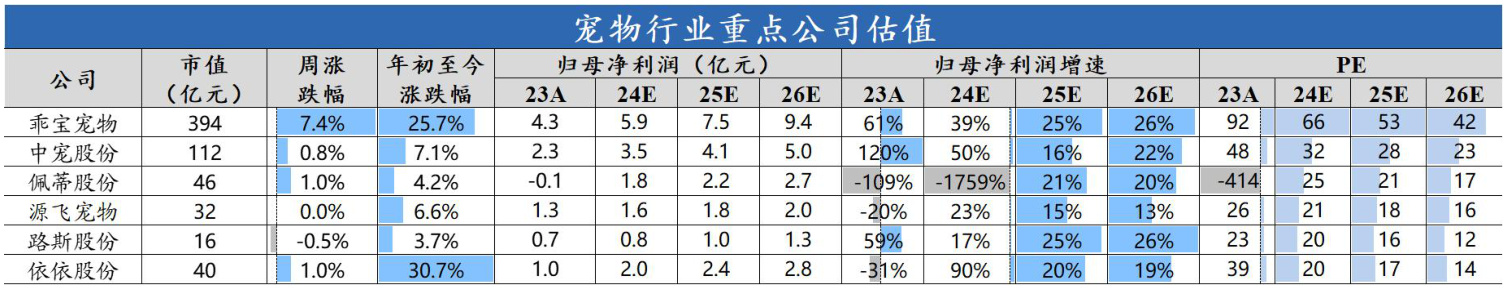 宠物行业重点公司估值
公司 市值（亿元） 周涨跌幅 年初至今涨跌幅 归母净利润（亿元） 归母净利润增速 PE
23A 24E 25E 26E 23A 24E 25E 26E 23A 24E 25E 26E
乖宝宠物 394 7.4% 25.7% 4.3 5.9 7.5 9.4 61% 39% 25% 26% 92 66 53 42
中宠股份 112 0.8% 7.1% 2.3 3.5 4.1 5.0 120% 50% 16% 22% 48 32 28 23
佩蒂股份 46 1.0% 4.2% -0.1 1.8 2.2 2.7 -109% -1759% 21% 20% -414 25 21 17
源飞宠物 32 0.0% 6.6% 1.3 1.6 1.8 2.0 -20% 23% 15% 13% 26 21 18 16
路斯股份 16 -0.5% 3.7% 0.7 0.8 1.0 1.3 59% 17% 25% 26% 23 20 16 12
依依股份 40 1.0% 30.7% 1.0 2.0 2.4 2.8 -31% 90% 20% 19% 39 20 17 14